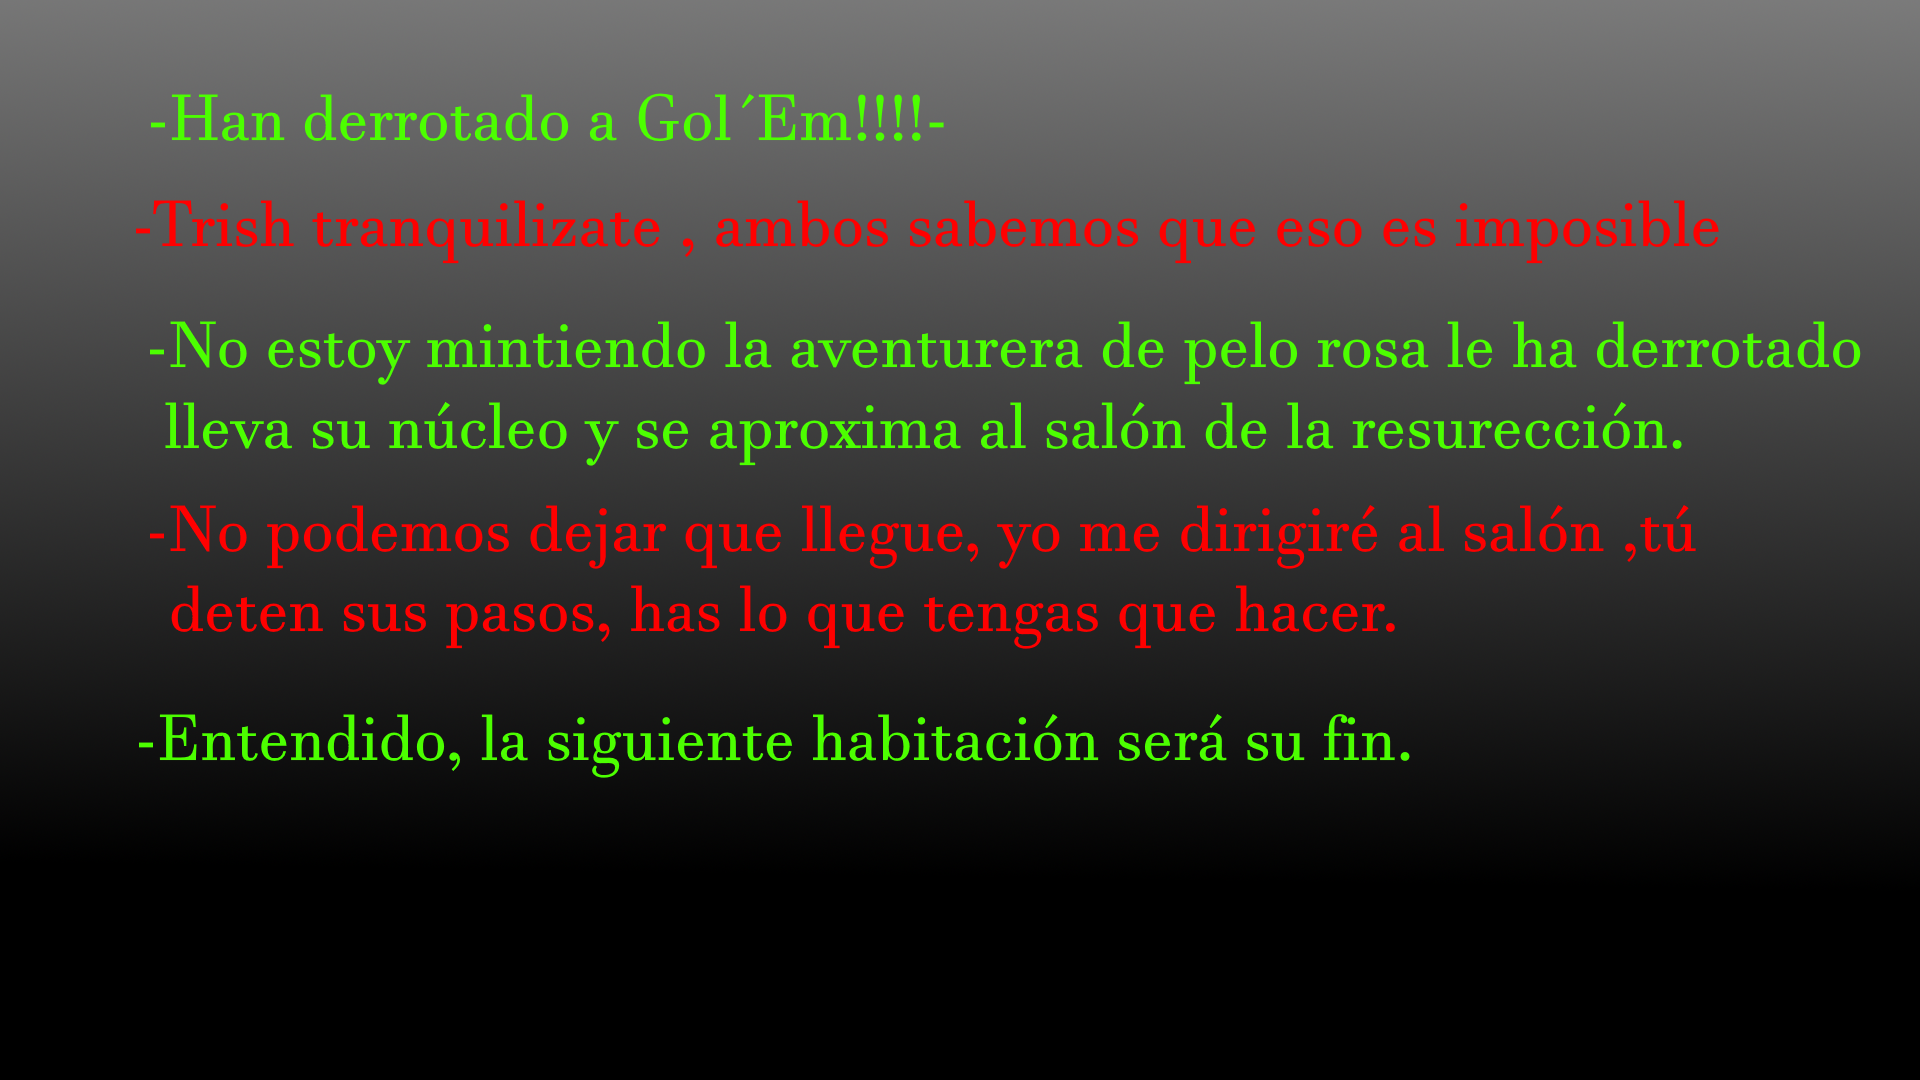 -Han derrotado a Gol´Em!!!!-
-Trish tranquilizate , ambos sabemos que eso es imposible
-No estoy mintiendo la aventurera de pelo rosa le ha derrotado
lleva su núcleo y se aproxima al salón de la resurección.
-No podemos dejar que llegue, yo me dirigiré al salón ,tú
deten sus pasos, has lo que tengas que hacer.
-Entendido, la siguiente habitación será su fin.